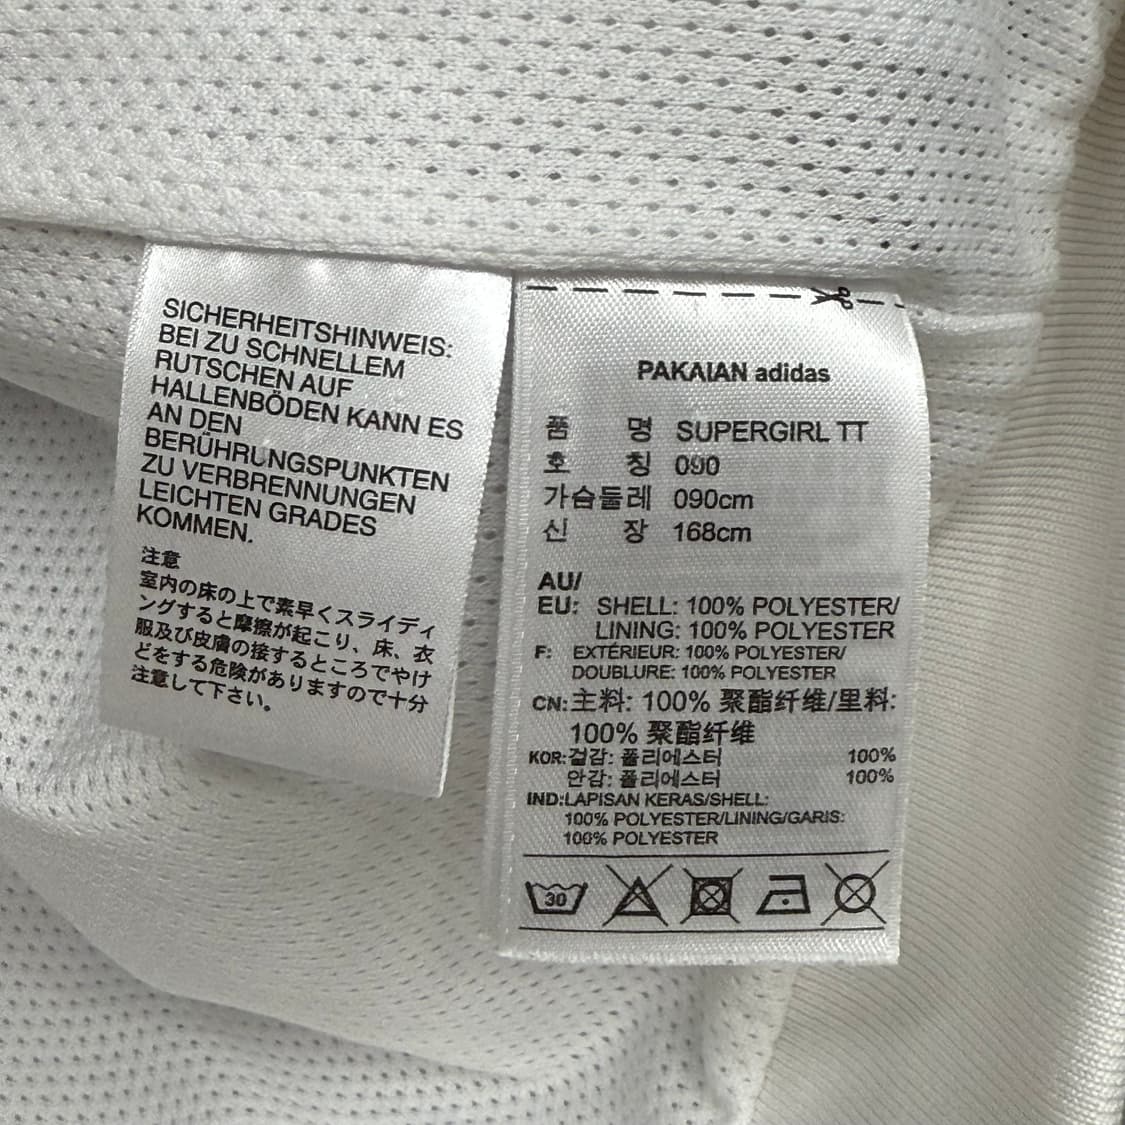 SICHERHEITSHINWEIS:
BEI ZU SCHNELLEM
RUTSCHEN AUF
HALLENBÖDEN KANN ES
AN DEN
BERÜHRUNGSPUNKTEN
ZU VERBRENNUNGEN
LEICHTEN GRADES
KOMMEN.
注意
室内の床の上で素早くスライディ
ングすると摩擦が起こり、床、衣
服及び皮膚の接するところでやけ
どをする危険がありますので十分
注意して下さい。
PAKAIAN adidas
품 명 SUPERGIRL TT
호 칭 090
가슴둘레 090cm
신 장 168cm
AU/
EU: SHELL: 100% POLYESTER/
LINING: 100% POLYESTER
F: EXTÉRIEUR: 100% POLYESTER/
DOUBLURE: 100% POLYESTER
CN: 主料: 100% 聚酯纤维/里料:
100% 聚酯纤维
KOR: 겉감: 폴리에스터 100%
안감: 폴리에스터 100%
IND: LAPISAN KERAS/SHELL:
100% POLYESTER/LINING/GARIS:
100% POLYESTER
30